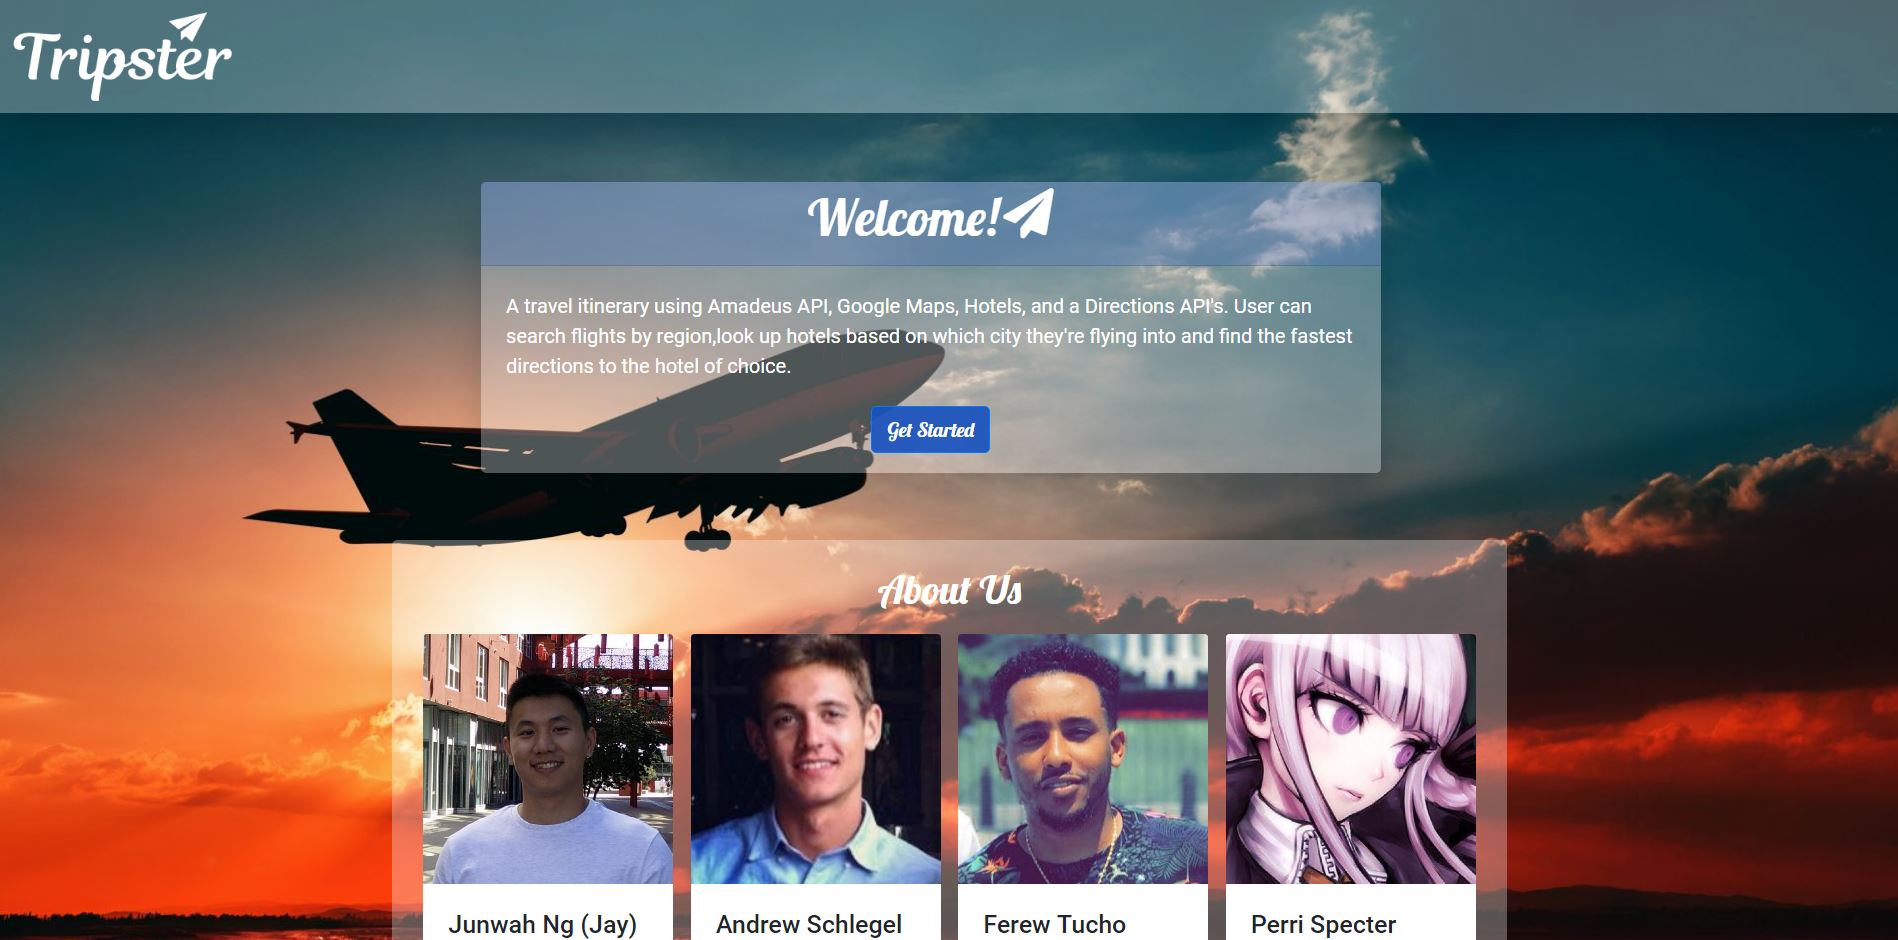 Tripster
Welcome!
A travel itinerary using Amadeus API, Google Maps, Hotels, and a Directions API's. User can
search flights by region,look up hotels based on which city they're flying into and find the fastest
directions to the hotel of choice.
Get Started
About Us
Junwah Ng (Jay)
Andrew Schlegel
Ferew Tucho
Perri Specter